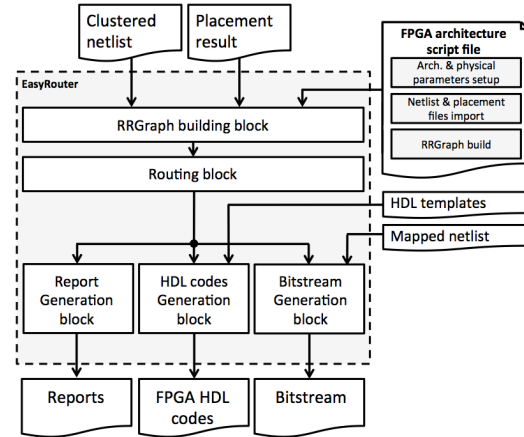 Clustered
netlist
Placement
result
FPGA architecture
script file
Arch. & physical
parameters setup
Netlist & placement
files import
RRGraph build
EasyRouter
RRGraph building block
Routing block
HDL templates
Mapped netlist
Report
Generation
block
HDL codes
Generation
block
Bitstream
Generation
block
Reports
FPGA HDL
codes
Bitstream